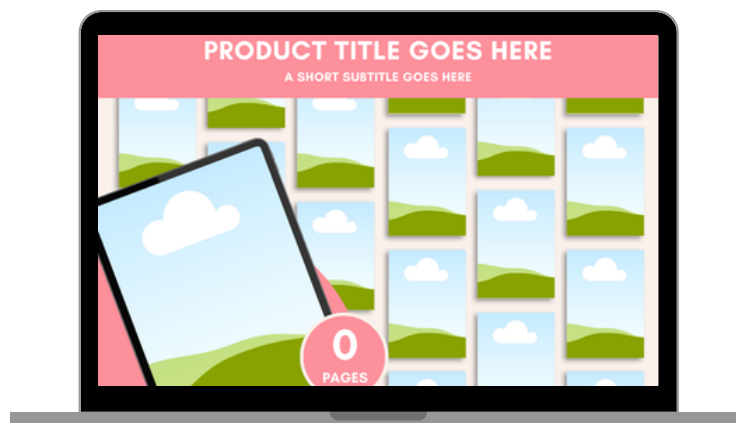 PRODUCT TITLE GOES HERE
A SHORT SUBTITLE GOES HERE
0
PAGES